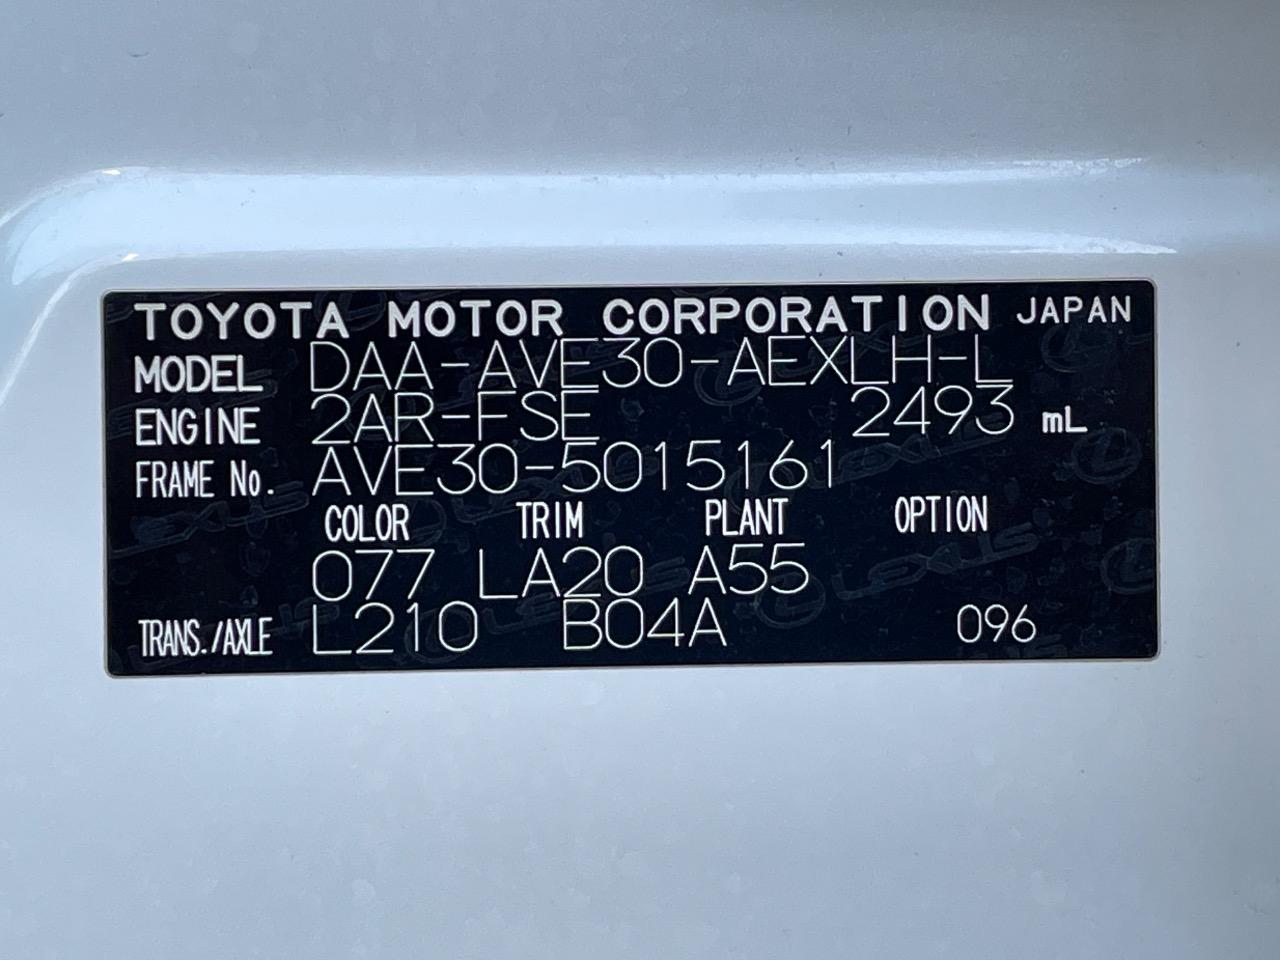 TOYOTA MOTOR CORPORATION JAPAN
MODEL DAA-AVE30-AEXLH-L
ENGINE 2AR-FSE 2493 mL
FRAME No. AVE30-5015161
COLOR TRIM PLANT OPTION
077 LA20 A55
TRANS./AXLE L210 B04A 096